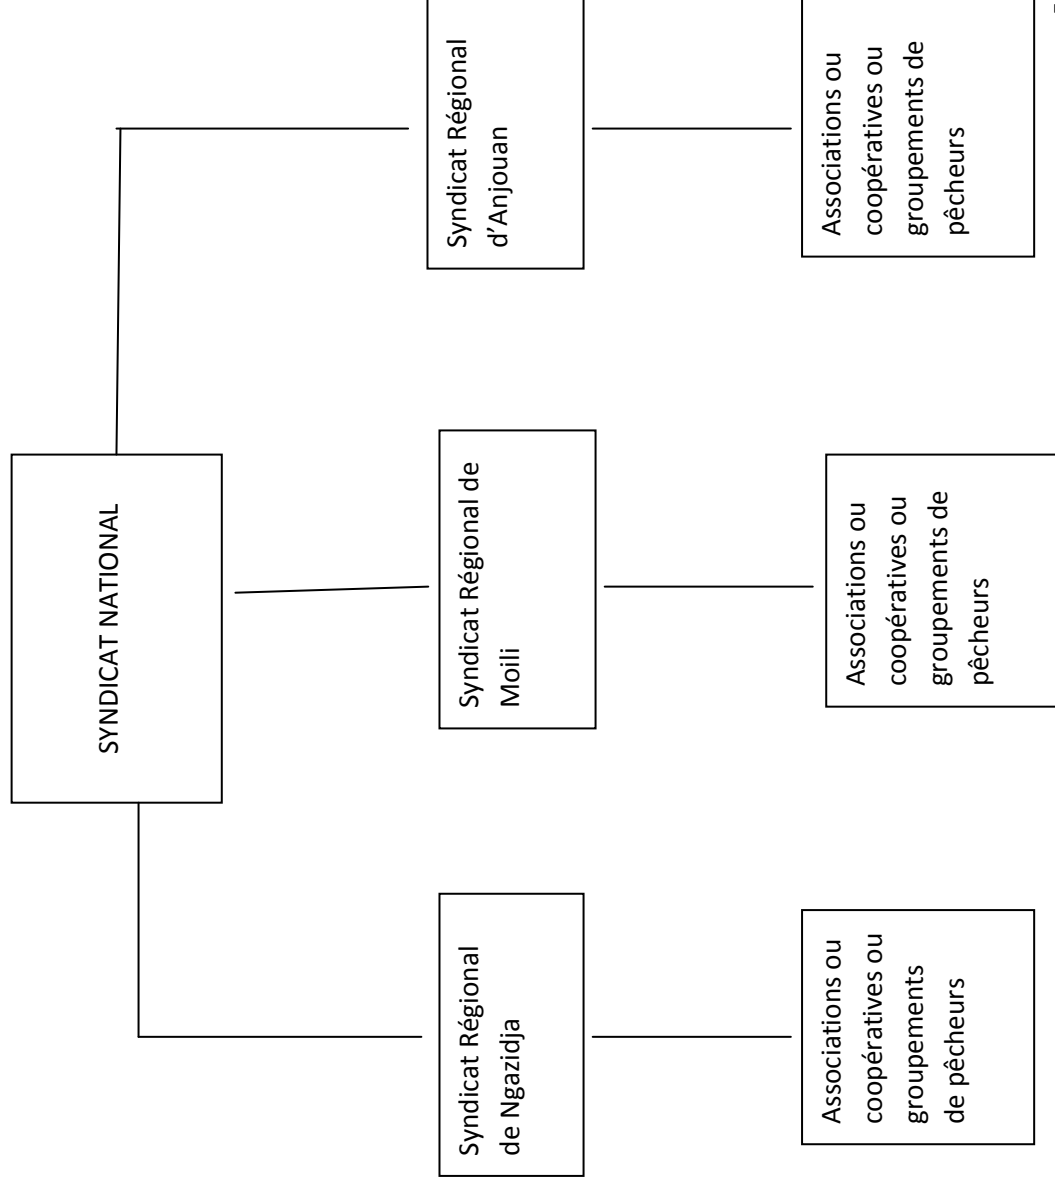 SYNDICAT NATIONAL
Syndicat Régional
de Ngazidja
Syndicat Régional de
Moili
Syndicat Régional
d’Anjouan
Associations ou
coopératives ou
groupements
de pêcheurs
Associations ou
coopératives ou
groupements de
pêcheurs
Associations ou
coopératives ou
groupements de
pêcheurs